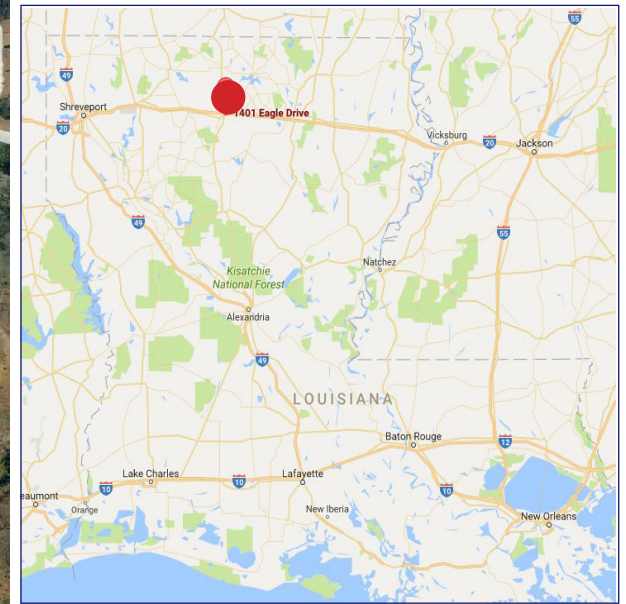 55
49
Shreveport
1401 Eagle Drive
20
Vicksburg
20
Jackson
49
55
Natchez
Kisatchie
National Forest
Alexandria
49
LOUISIANA
Baton Rouge
12
Lake Charles
Lafayette
10
10
10
eaumont
Orange
New Iberia
New Orleans